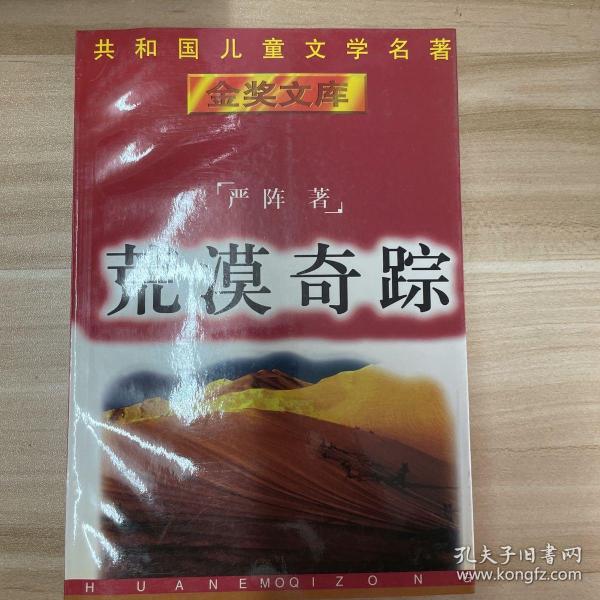 共和国儿童文学名著
金奖文库
严阵 著
荒漠奇踪
HUANEMOQIZONG
孔夫子旧书网
www.kongfz.com